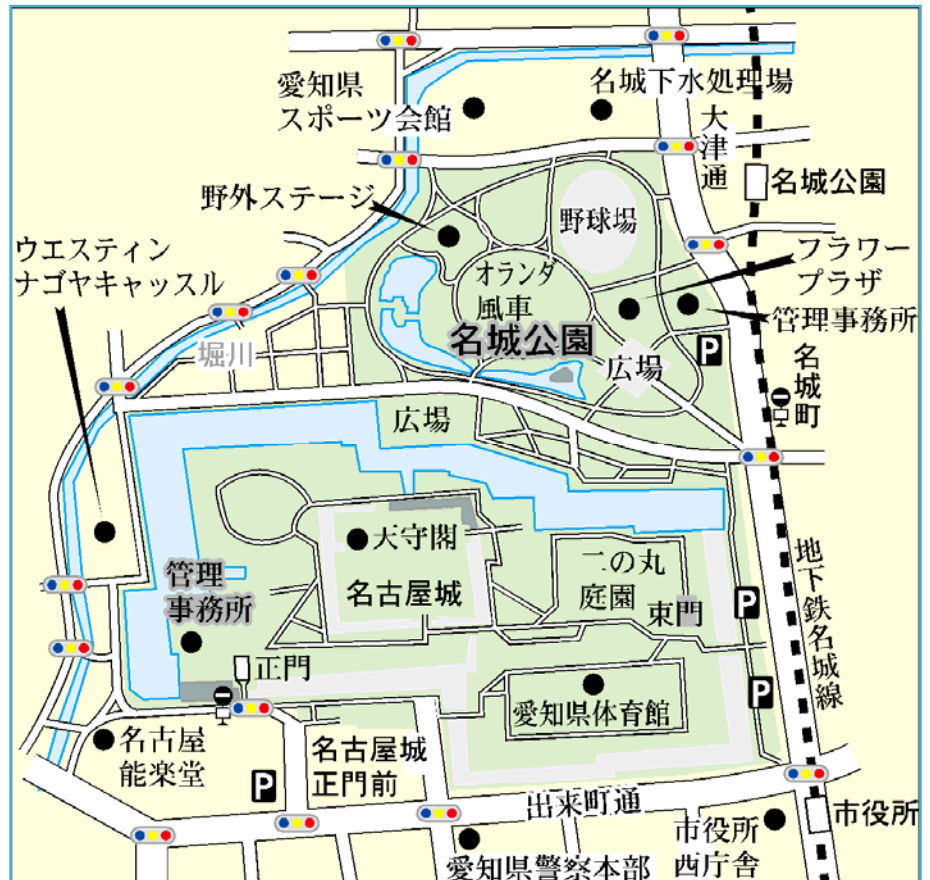 愛知県
スポーツ会館
名城下水処理場
大津通
名城公園
野外ステージ
野球場
ウエスティン
ナゴヤキャッスル
フラワー
プラザ
オランダ
風車
管理事務所
名城公園
P
広場
名城町
堀川
広場
天守閣
名古屋城
二の丸
庭園
東門
管理
事務所
地下鉄名城線
P
正門
P
愛知県体育館
名古屋
能楽堂
名古屋城
正門前
P
出来町通
市役所
市役所
西庁舎
愛知県警察本部